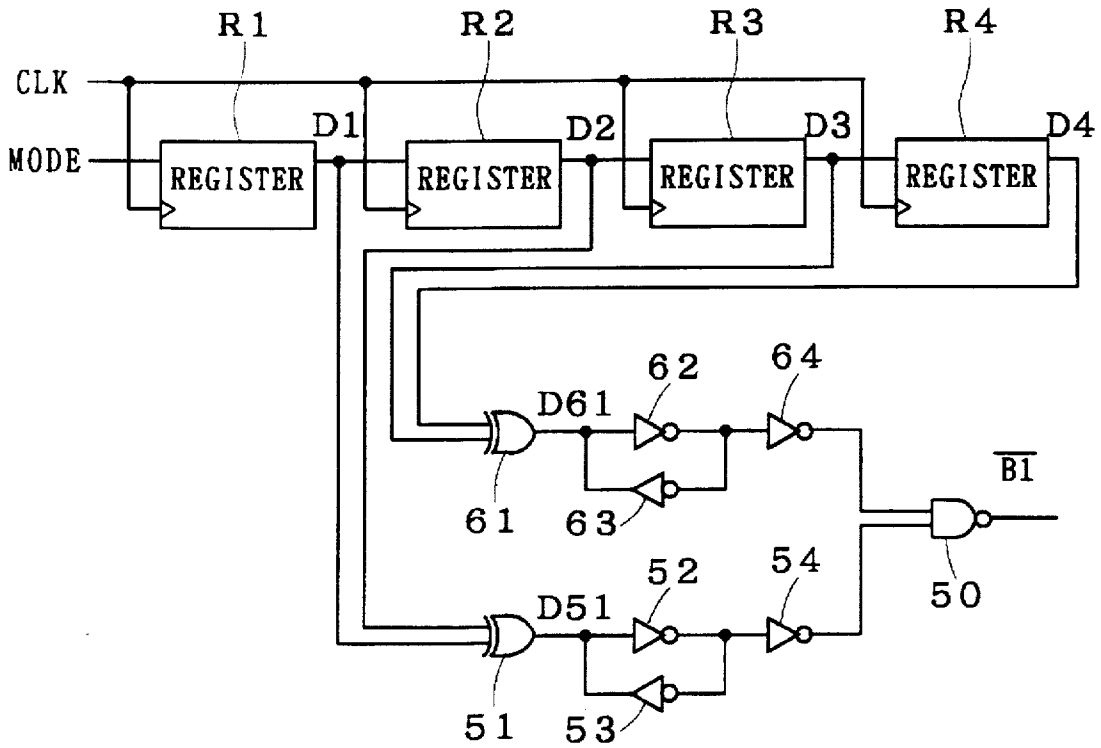 R1 R2 R3 R4
CLK
D1 D2 D3 D4
MODE
REGISTER REGISTER REGISTER REGISTER
62 64
D61
61 63
B1
52 54
50
D51
51 53